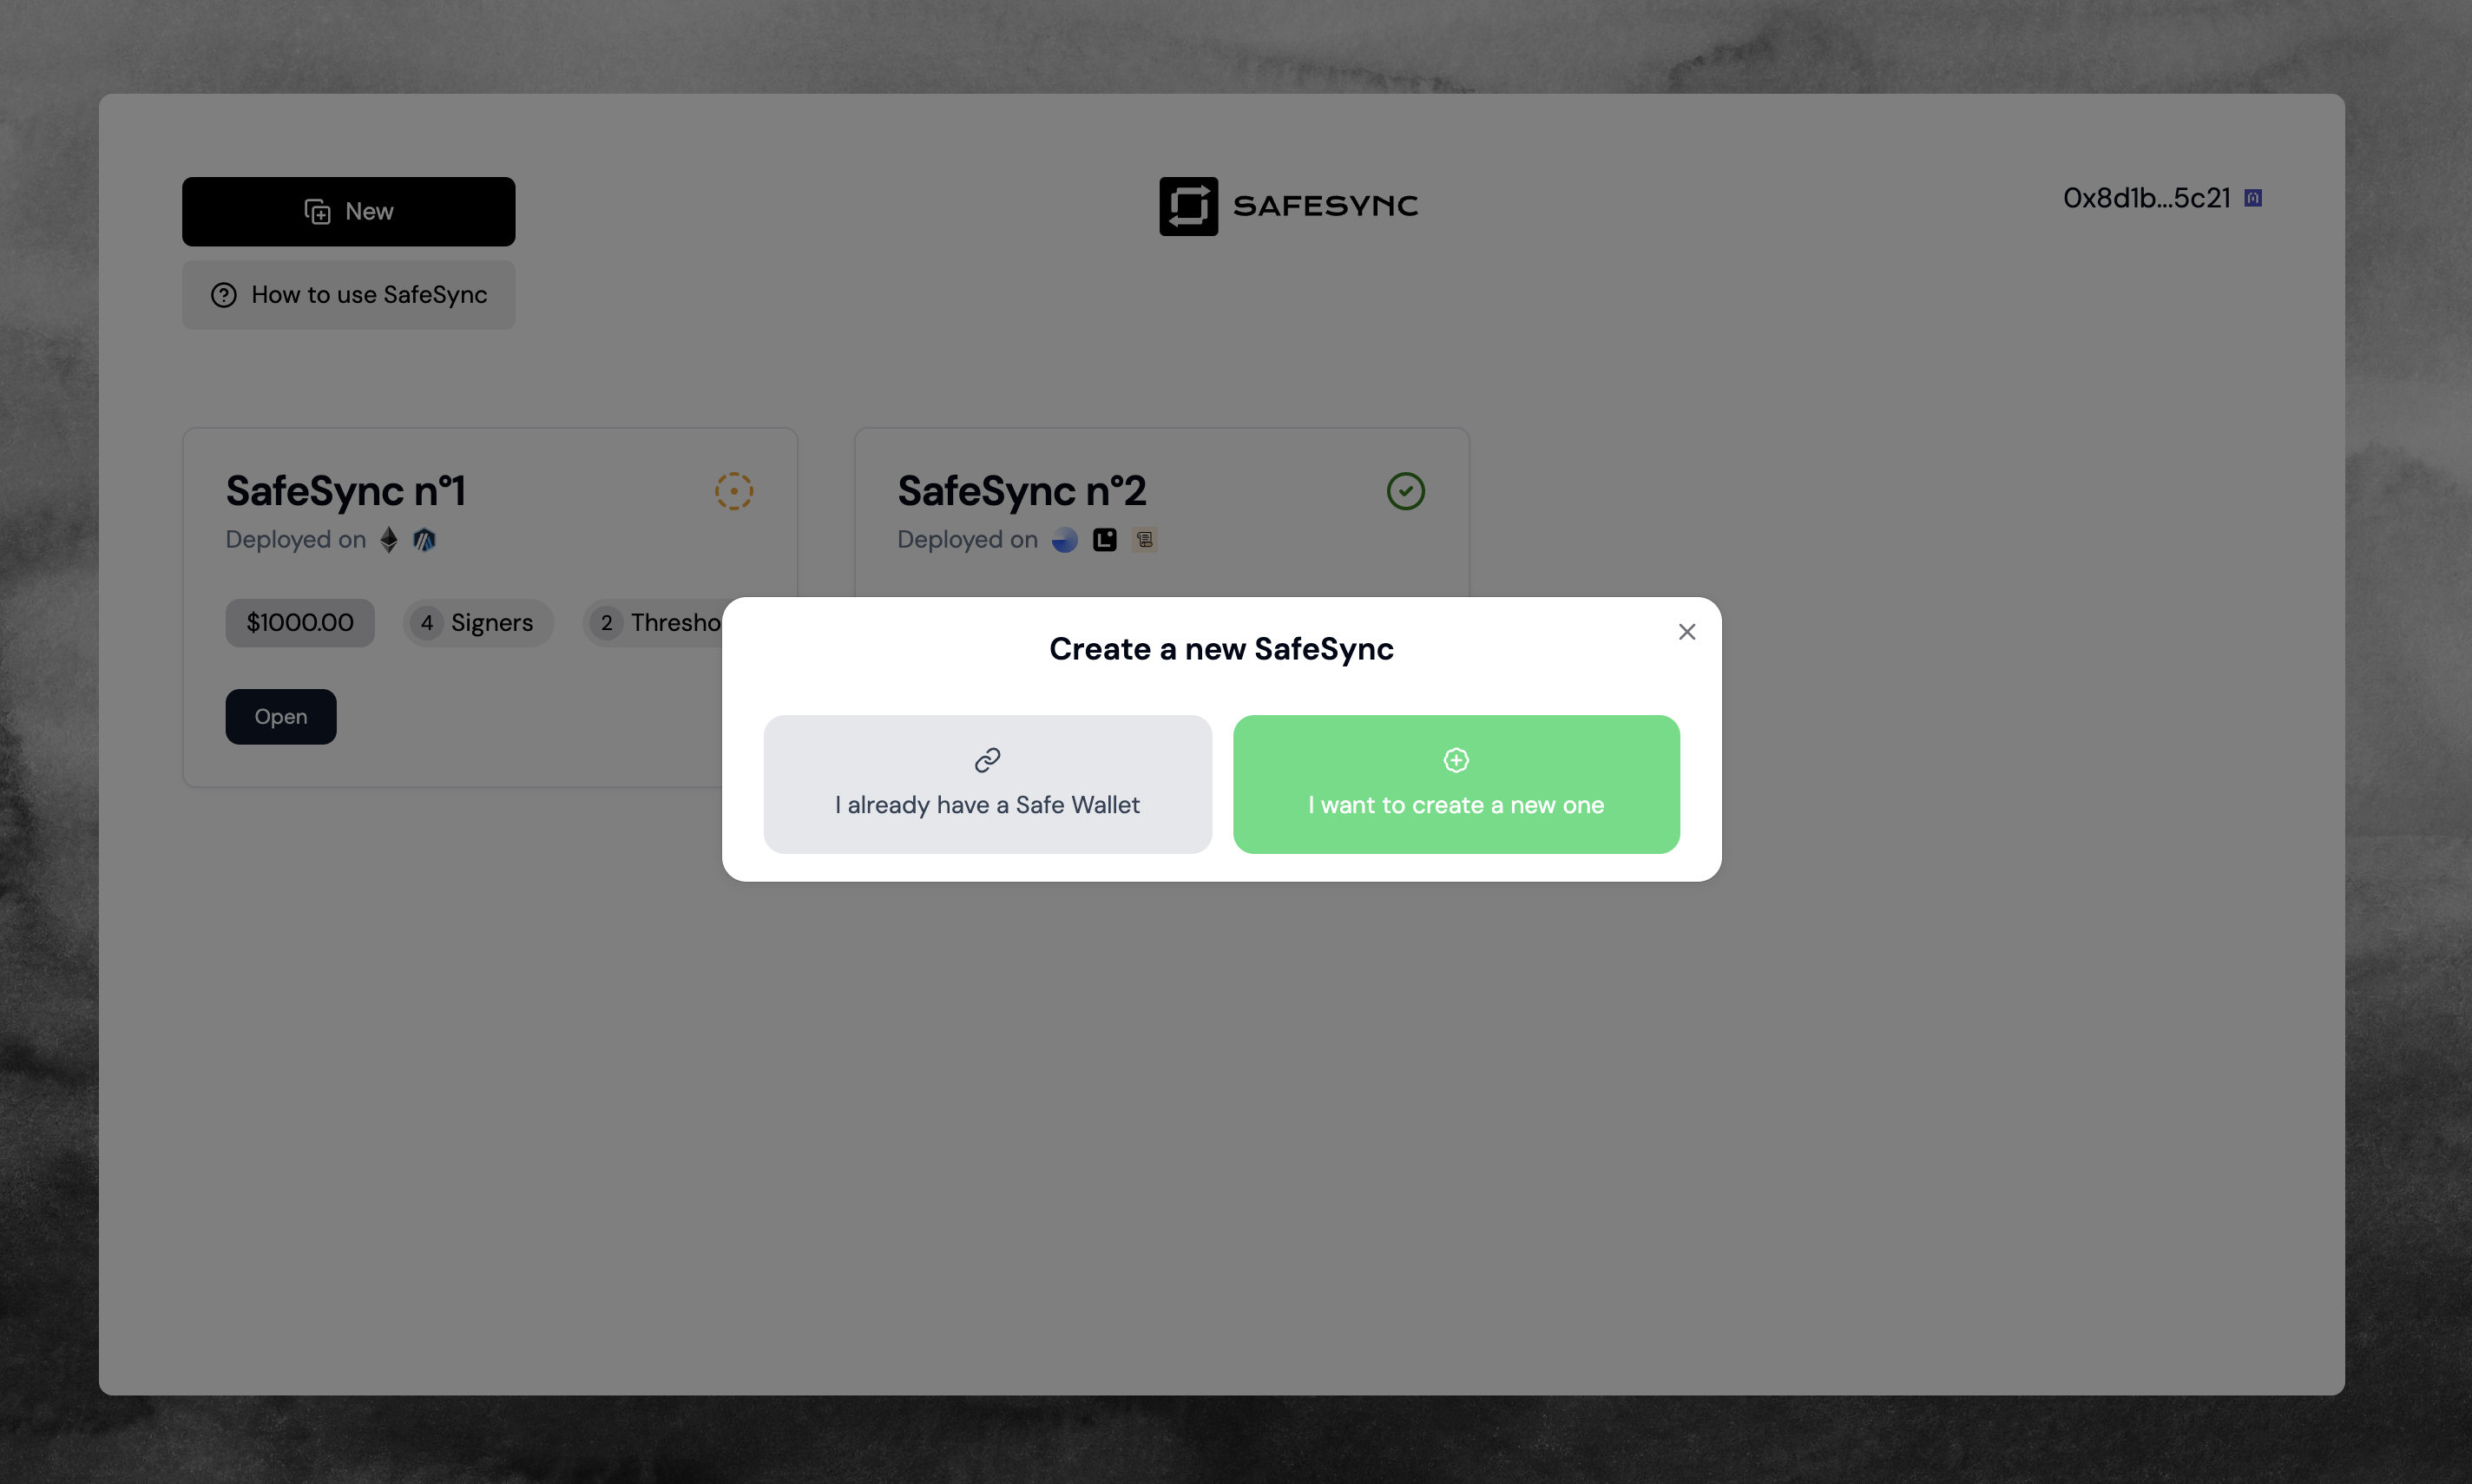 New
SAFESYNC
0x8d1b...5c21
How to use SafeSync
SafeSync n°1
Deployed on
$1000.00
4 Signers
2 Thresho
Open
SafeSync n°2
Deployed on
Create a new SafeSync
I already have a Safe Wallet
I want to create a new one